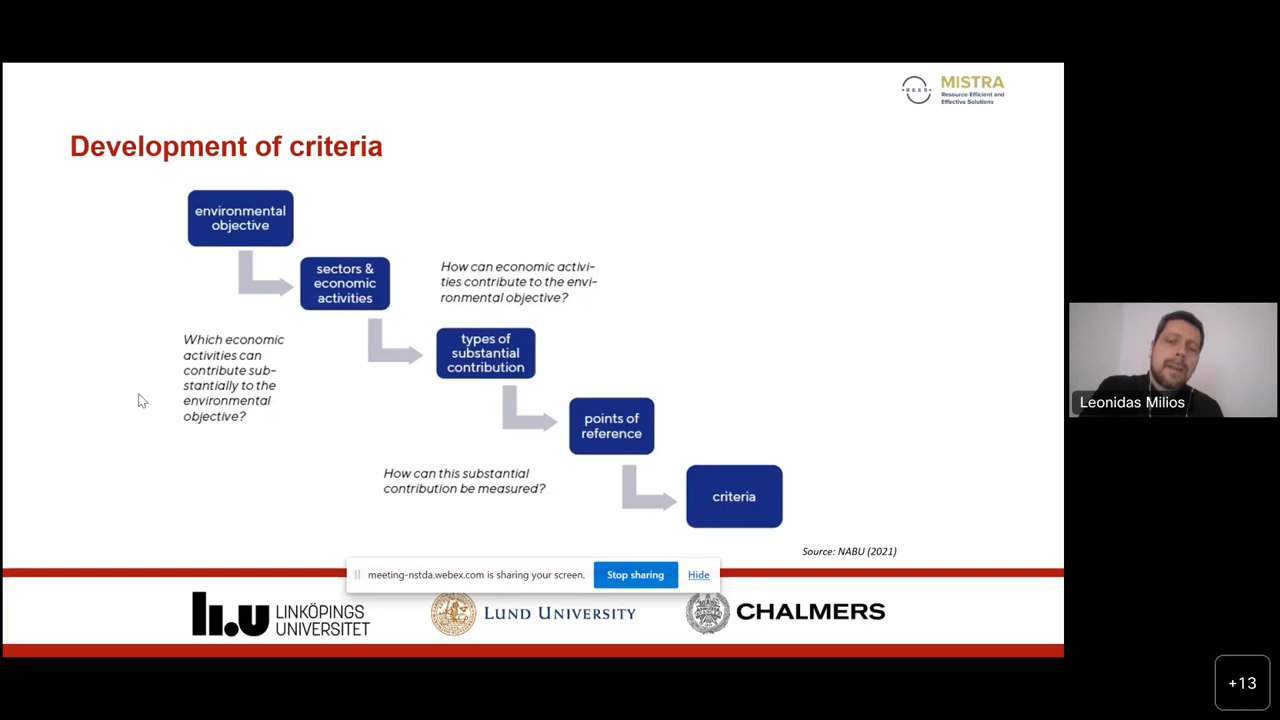 REES
MISTRA
Resource-Efficient and
Effective Solutions
Development of criteria
environmental
objective
sectors &
economic
activities
How can economic activi-
ties contribute to the envi-
ronmental objective?
Which economic
activities can
contribute sub-
stantially to the
environmental
objective?
types of
substantial
contribution
points of
reference
How can this substantial
contribution be measured?
criteria
Source: NABU (2021)
meeting-nstda.webex.com is sharing your screen.
Stop sharing
Hide
LINKÖPINGS
UNIVERSITET
LUND UNIVERSITY
CHALMERS
Leonidas Milios
+13